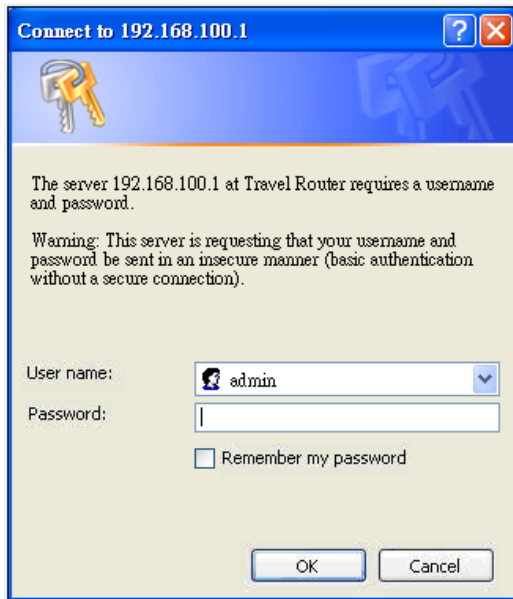 Connect to 192.168.100.1
The server 192.168.100.1 at Travel Router requires a username
and password.
Warning: This server is requesting that your username and
password be sent in an insecure manner (basic authentication
without a secure connection).
User name:
admin
Password:
Remember my password
OK
Cancel